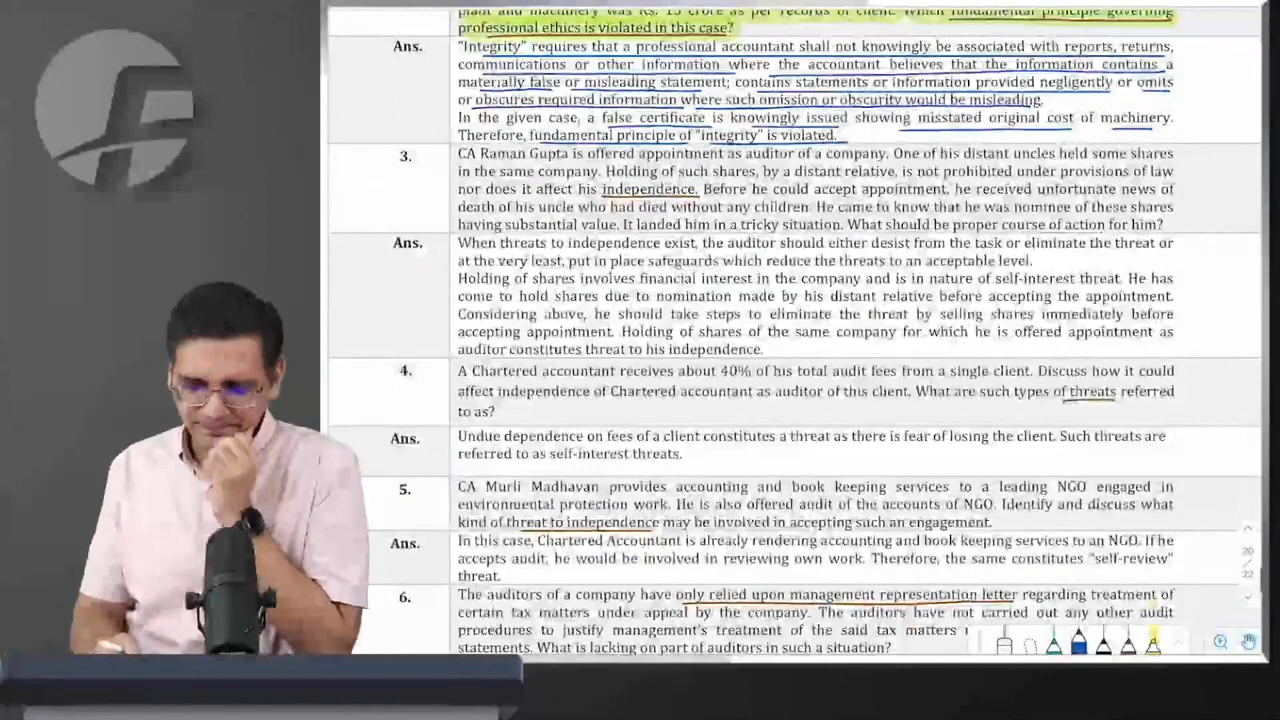 plant and machinery was Rs. 15 crore as per records of client. Which fundamental principle governing
professional ethics is violated in this case?
Ans.
"Integrity" requires that a professional accountant shall not knowingly be associated with reports, returns,
communications or other information where the accountant believes that the information contains a
materially false or misleading statement; contains statements or information provided negligently or omits
or obscures required information where such omission or obscurity would be misleading.
In the given case, a false certificate is knowingly issued showing misstated original cost of machinery.
Therefore, fundamental principle of "integrity" is violated.
3.
CA Raman Gupta is offered appointment as auditor of a company. One of his distant uncles held some shares
in the same company. Holding of such shares, by a distant relative, is not prohibited under provisions of law
nor does it affect his independence. Before he could accept appointment, he received unfortunate news of
death of his uncle who had died without any children. He came to know that he was nominee of these shares
having substantial value. It landed him in a tricky situation. What should be proper course of action for him?
Ans.
When threats to independence exist, the auditor should either desist from the task or eliminate the threat or
at the very least, put in place safeguards which reduce the threats to an acceptable level.
Holding of shares involves financial interest in the company and is in nature of self-interest threat. He has
come to hold shares due to nomination made by his distant relative before accepting the appointment.
Considering above, he should take steps to eliminate the threat by selling shares immediately before
accepting appointment. Holding of shares of the same company for which he is offered appointment as
auditor constitutes threat to his independence.
4.
A Chartered accountant receives about 40% of his total audit fees from a single client. Discuss how it could
affect independence of Chartered accountant as auditor of this client. What are such types of threats referred
to as?
Ans.
Undue dependence on fees of a client constitutes a threat as there is fear of losing the client. Such threats are
referred to as self-interest threats.
5.
CA Murli Madhavan provides accounting and book keeping services to a leading NGO engaged in
environmental protection work. He is also offered audit of the accounts of NGO. Identify and discuss what
kind of threat to independence may be involved in accepting such an engagement.
Ans.
In this case, Chartered Accountant is already rendering accounting and book keeping services to an NGO. If he
accepts audit, he would be involved in reviewing own work. Therefore, the same constitutes "self-review"
threat.
6.
The auditors of a company have only relied upon management representation letter regarding treatment of
certain tax matters under appeal by the company. The auditors have not carried out any other audit
procedures to justify management's treatment of the said tax matters
statements. What is lacking on part of auditors in such a situation?
20
22